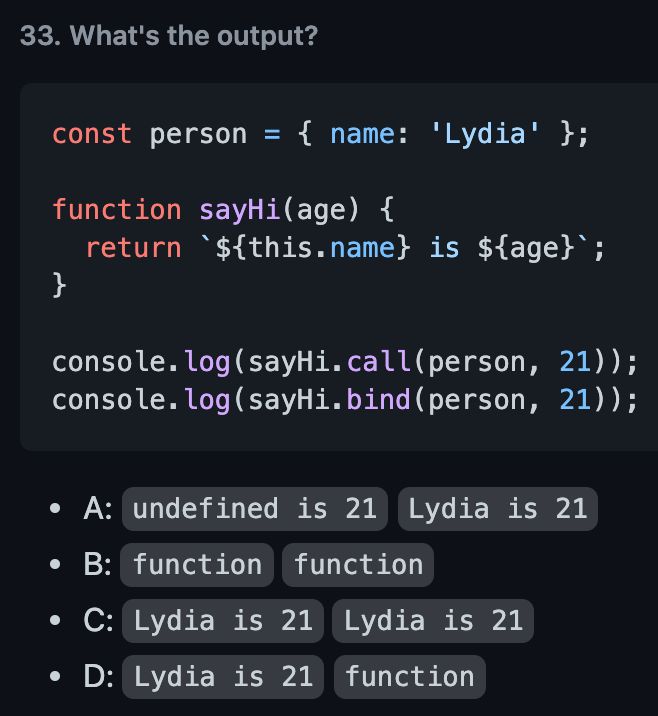 33. What's the output?
const person = { name: 'Lydia' };
function sayHi(age) {
  return `${this.name} is ${age}`;
}
console.log(sayHi.call(person, 21));
console.log(sayHi.bind(person, 21));
• A: undefined is 21 Lydia is 21
• B: function function
• C: Lydia is 21 Lydia is 21
• D: Lydia is 21 function